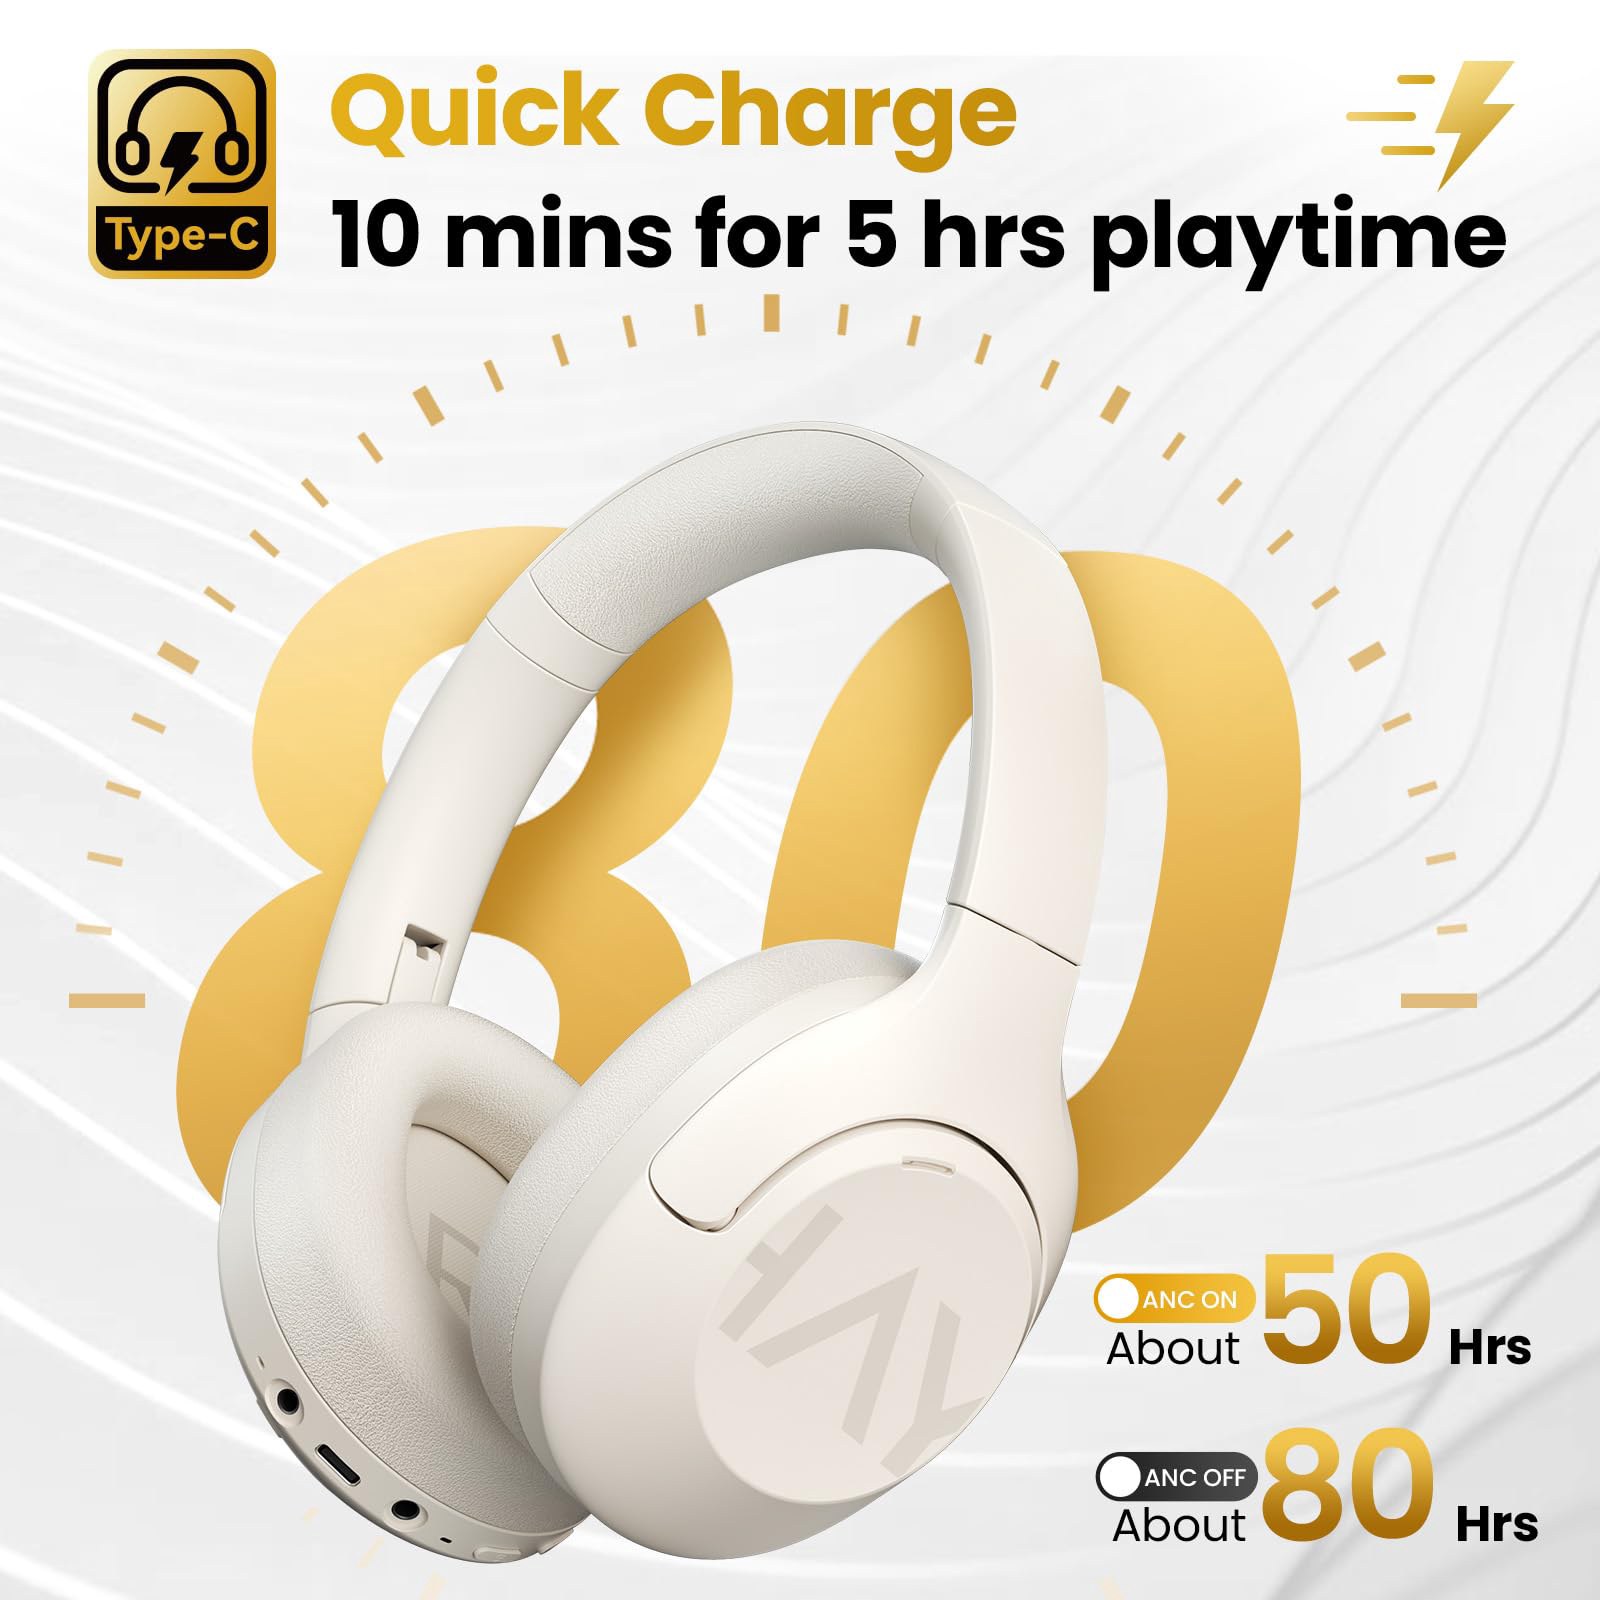 Type-C
Quick Charge
10 mins for 5 hrs playtime
80
HAY
ANC ON
About 50 Hrs
ANC OFF
About 80 Hrs